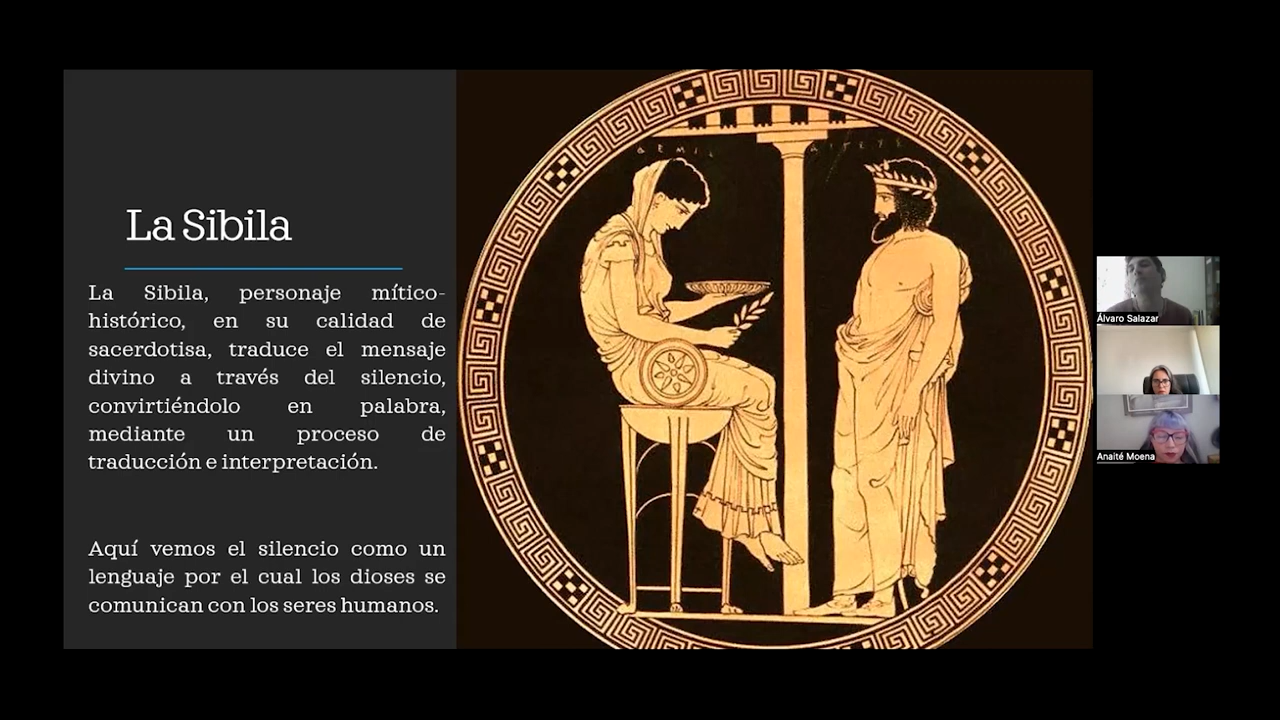 La Sibila
La Sibila, personaje mítico-
histórico, en su calidad de
sacerdotisa, traduce el mensaje
divino a través del silencio,
convirtiéndolo en palabra,
mediante un proceso de
traducción e interpretación.
Aquí vemos el silencio como un
lenguaje por el cual los dioses se
comunican con los seres humanos.
Álvaro Salazar
Anaité Moena